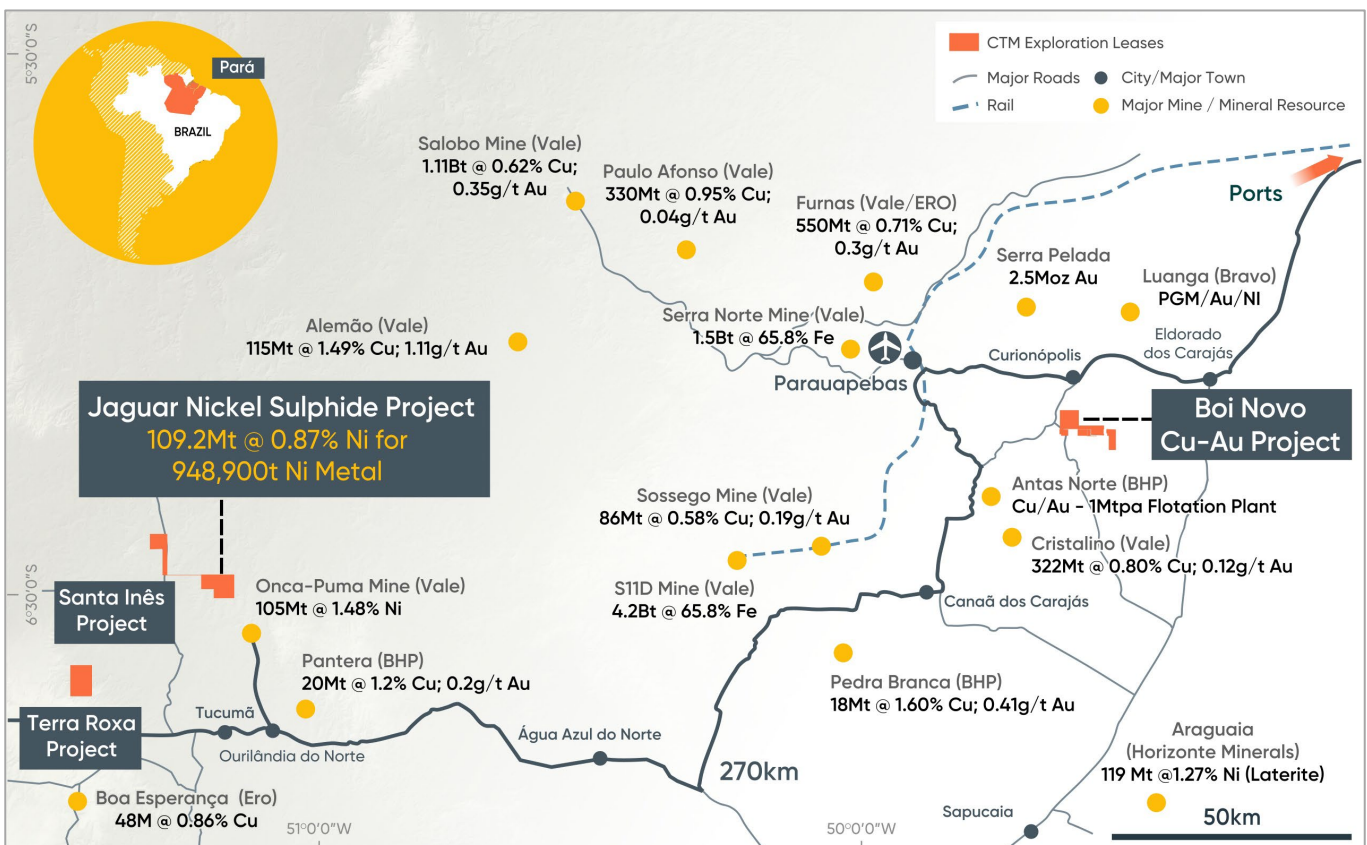 5°30'0"S
Pará
BRAZIL
CTM Exploration Leases
Major Roads
City/Major Town
Rail
Major Mine / Mineral Resource
Salobo Mine (Vale)
1.11Bt @ 0.62% Cu;
0.35g/t Au
Paulo Afonso (Vale)
330Mt @ 0.95% Cu;
0.04g/t Au
Furnas (Vale/ERO)
550Mt @ 0.71% Cu;
0.3g/t Au
Ports
Serra Pelada
2.5Moz Au
Luanga (Bravo)
PGM/Au/NI
Alemão (Vale)
115Mt @ 1.49% Cu; 1.11g/t Au
Serra Norte Mine (Vale)
1.5Bt @ 65.8% Fe
Parauapebas
Curionópolis
Eldorado
dos Carajás
Jaguar Nickel Sulphide Project
109.2Mt @ 0.87% Ni for
948,900t Ni Metal
Boi Novo
Cu-Au Project
Sossego Mine (Vale)
86Mt @ 0.58% Cu; 0.19g/t Au
Antas Norte (BHP)
Cu/Au - 1Mtpa Flotation Plant
Cristalino (Vale)
322Mt @ 0.80% Cu; 0.12g/t Au
6°30'0"S
Santa Inês
Project
Onca-Puma Mine (Vale)
105Mt @ 1.48% Ni
S11D Mine (Vale)
4.2Bt @ 65.8% Fe
Canaã dos Carajás
Pantera (BHP)
20Mt @ 1.2% Cu; 0.2g/t Au
Pedra Branca (BHP)
18Mt @ 1.60% Cu; 0.41g/t Au
Terra Roxa
Project
Tucumã
Ourilândia do Norte
Água Azul do Norte
270km
Araguaia
(Horizonte Minerals)
119 Mt @1.27% Ni (Laterite)
Boa Esperança (Ero)
48M @ 0.86% Cu
51°0'0"W
50°0'0"W
Sapucaia
50km